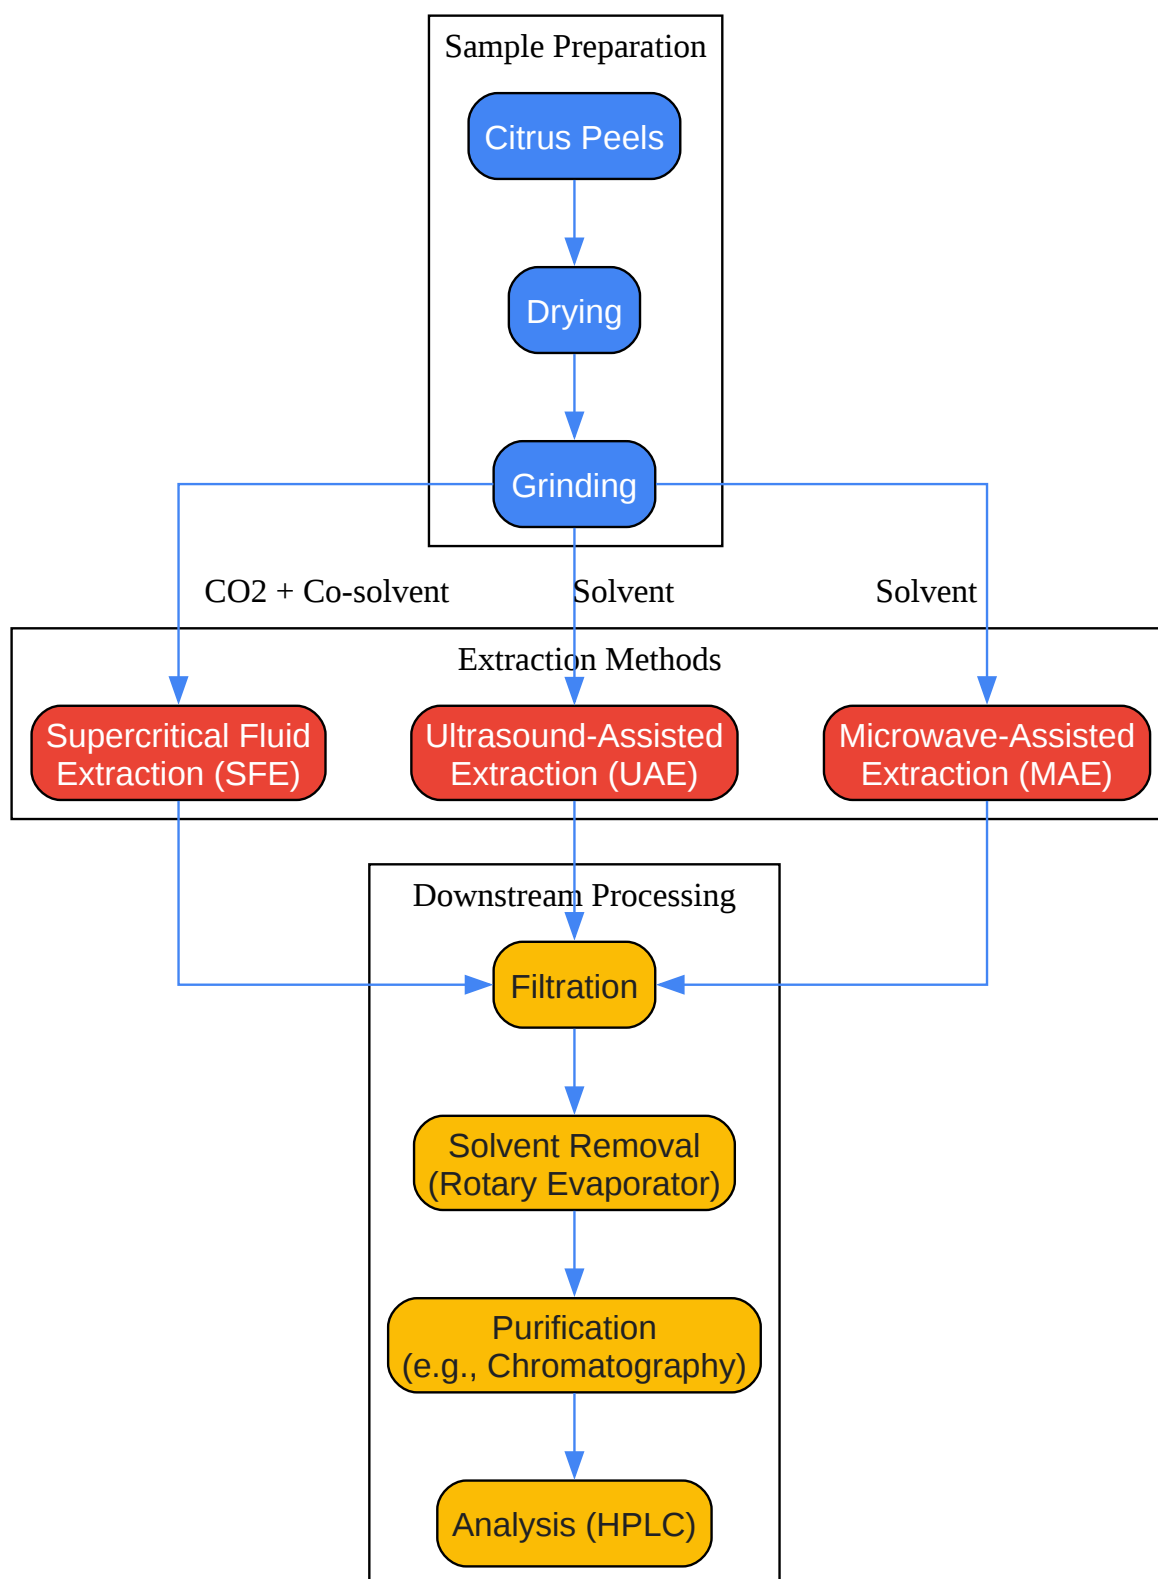 Sample Preparation
Citrus Peels
Drying
Grinding
CO2 + Co-solvent
Solvent
Solvent
Extraction Methods
Supercritical Fluid
Extraction (SFE)
Ultrasound-Assisted
Extraction (UAE)
Microwave-Assisted
Extraction (MAE)
Downstream Processing
Filtration
Solvent Removal
(Rotary Evaporator)
Purification
(e.g., Chromatography)
Analysis (HPLC)